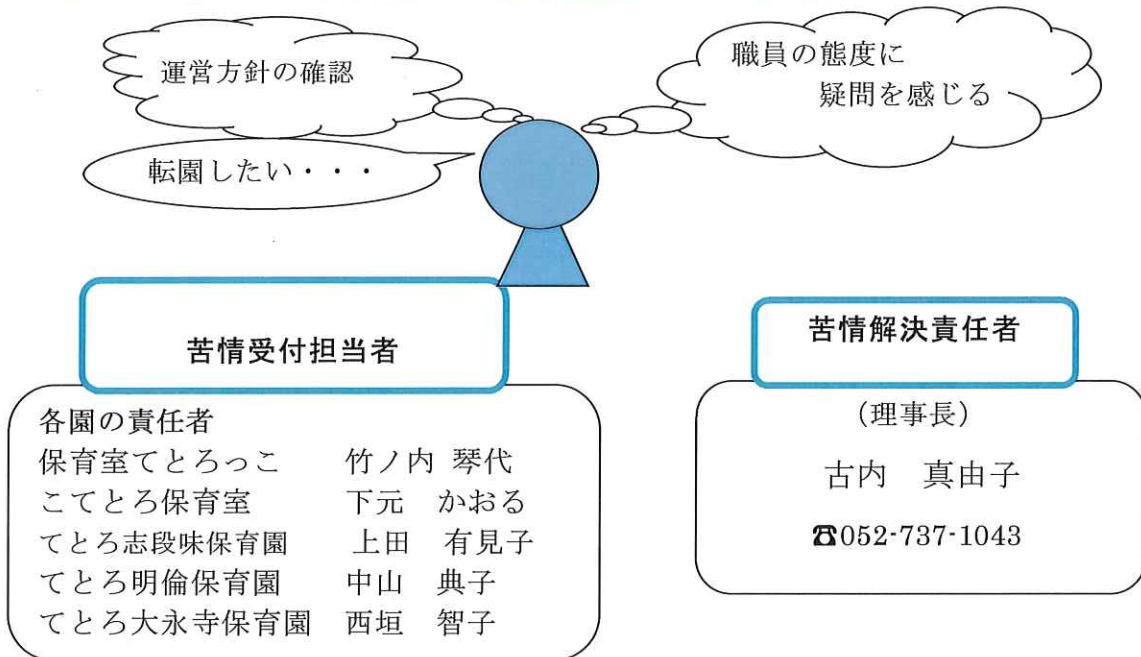 運営方針の確認
職員の態度に
疑問を感じる
転園したい・・・
苦情受付担当者
各園の責任者
保育室てとろっこ 竹ノ内 琴代
こてとろ保育室 下元 かおる
てとろ志段味保育園 上田 有見子
てとろ明倫保育園 中山 典子
てとろ大永寺保育園 西垣 智子
苦情解決責任者
(理事長)
古内 真由子
☎052-737-1043